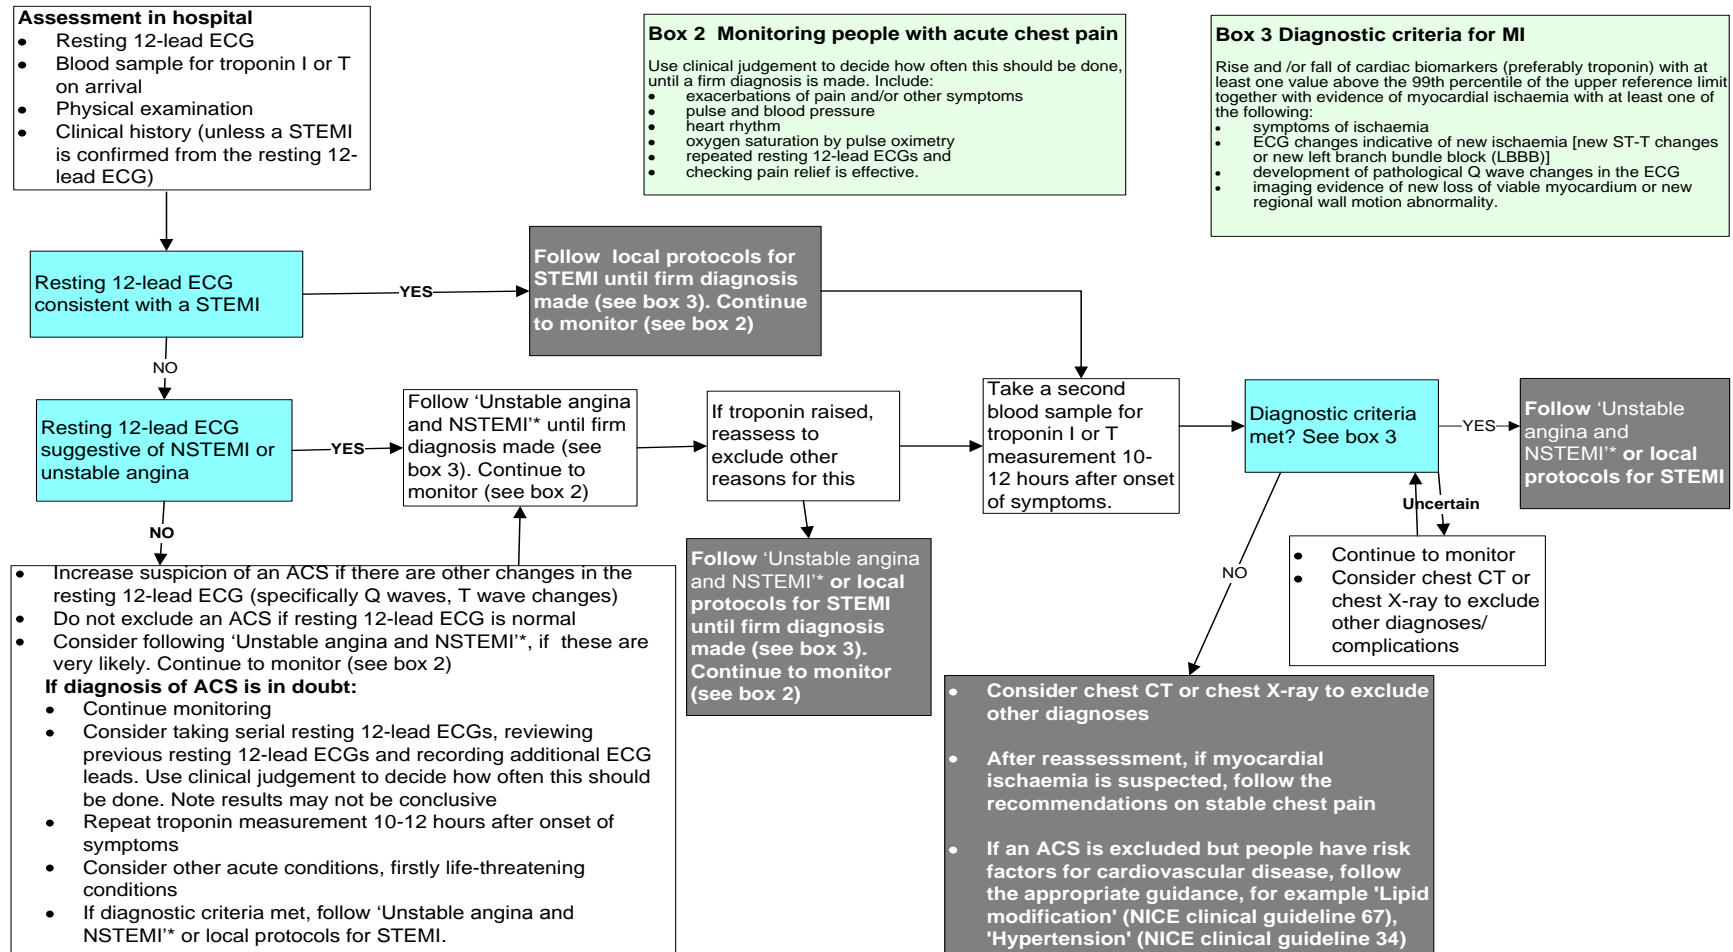 Assessment in hospital
• Resting 12-lead ECG
• Blood sample for troponin I or T
on arrival
• Physical examination
• Clinical history (unless a STEMI
is confirmed from the resting 12-
lead ECG)
Box 2 Monitoring people with acute chest pain
Use clinical judgement to decide how often this should be done,
until a firm diagnosis is made. Include:
• exacerbations of pain and/or other symptoms
• pulse and blood pressure
• heart rhythm
• oxygen saturation by pulse oximetry
• repeated resting 12-lead ECGs and
• checking pain relief is effective.
Box 3 Diagnostic criteria for MI
Rise and /or fall of cardiac biomarkers (preferably troponin) with at
least one value above the 99th percentile of the upper reference limit
together with evidence of myocardial ischaemia with at least one of
the following:
• symptoms of ischaemia
• ECG changes indicative of new ischaemia [new ST-T changes
or new left branch bundle block (LBBB)]
• development of pathological Q wave changes in the ECG
• imaging evidence of new loss of viable myocardium or new
regional wall motion abnormality.
Resting 12-lead ECG
consistent with a STEMI
YES
Follow local protocols for
STEMI until firm diagnosis
made (see box 3). Continue
to monitor (see box 2)
NO
Resting 12-lead ECG
suggestive of NSTEMI or
unstable angina
YES
Follow ‘Unstable angina
and NSTEMI’* until firm
diagnosis made (see
box 3). Continue to
monitor (see box 2)
If troponin raised,
reassess to
exclude other
reasons for this
Take a second
blood sample for
troponin I or T
measurement 10-
12 hours after onset
of symptoms.
Diagnostic criteria
met? See box 3
YES
Follow ‘Unstable
angina and
NSTEMI’* or local
protocols for STEMI
Uncertain
• Continue to monitor
• Consider chest CT or
chest X-ray to exclude
other diagnoses/
complications
NO
NO
• Increase suspicion of an ACS if there are other changes in the
resting 12-lead ECG (specifically Q waves, T wave changes)
• Do not exclude an ACS if resting 12-lead ECG is normal
• Consider following ‘Unstable angina and NSTEMI’*, if these are
very likely. Continue to monitor (see box 2)
If diagnosis of ACS is in doubt:
• Continue monitoring
• Consider taking serial resting 12-lead ECGs, reviewing
previous resting 12-lead ECGs and recording additional ECG
leads. Use clinical judgement to decide how often this should
be done. Note results may not be conclusive
• Repeat troponin measurement 10-12 hours after onset of
symptoms
• Consider other acute conditions, firstly life-threatening
conditions
• If diagnostic criteria met, follow ‘Unstable angina and
NSTEMI’* or local protocols for STEMI.
Follow ‘Unstable angina
and NSTEMI’* or local
protocols for STEMI
until firm diagnosis
made (see box 3).
Continue to monitor
(see box 2)
• Consider chest CT or chest X-ray to exclude
other diagnoses
• After reassessment, if myocardial
ischaemia is suspected, follow the
recommendations on stable chest pain
• If an ACS is excluded but people have risk
factors for cardiovascular disease, follow
the appropriate guidance, for example 'Lipid
modification' (NICE clinical guideline 67),
'Hypertension' (NICE clinical guideline 34)